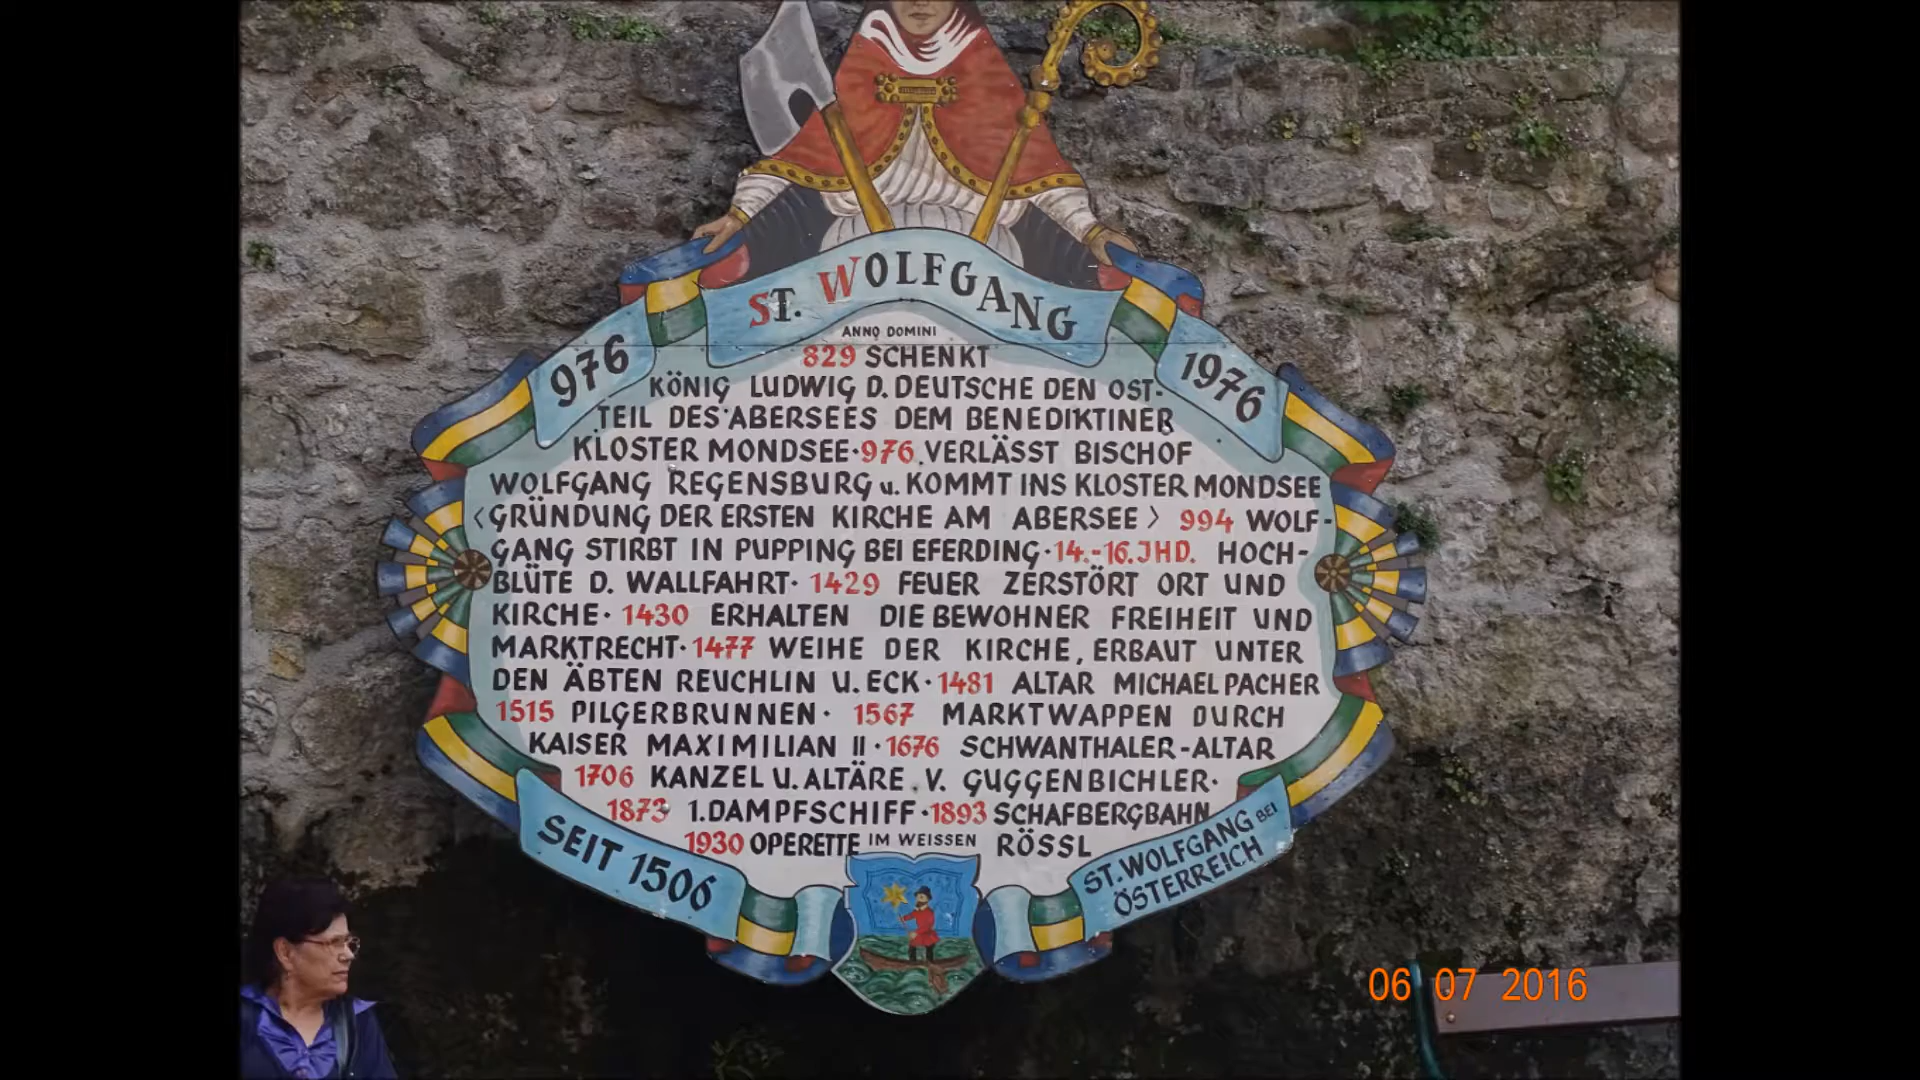 ST. WOLFGANG
976
1976
ANNO DOMINI
829 SCHENKT
KÖNIG LUDWIG D. DEUTSCHE DEN OST-
TEIL DES ABERSEES DEM BENEDIKTINER
KLOSTER MONDSEE·976 VERLÄSST BISCHOF
WOLFGANG REGENSBURG u. KOMMT INS KLOSTER MONDSEE
<GRÜNDUNG DER ERSTEN KIRCHE AM ABERSEE> 994 WOLF-
GANG STIRBT IN PUPPING BEI EFERDING·14.-16.JHD. HOCH-
BLÜTE D. WALLFAHRT· 1429 FEUER ZERSTÖRT ORT UND
KIRCHE· 1430 ERHALTEN DIE BEWOHNER FREIHEIT UND
MARKTRECHT·1477 WEIHE DER KIRCHE, ERBAUT UNTER
DEN ÄBTEN REUCHLIN U. ECK·1481 ALTAR MICHAEL PACHER
1515 PILGERBRUNNEN· 1567 MARKTWAPPEN DURCH
KAISER MAXIMILIAN II·1676 SCHWANTHALER-ALTAR
1706 KANZEL U. ALTÄRE V. GUGGENBICHLER·
1873 1.DAMPFSCHIFF·1893 SCHAFBERGBAHN
1930 OPERETTE IM WEISSEN RÖSSL
SEIT 1506
ST. WOLFGANG BEI
ÖSTERREICH
06 07 2016